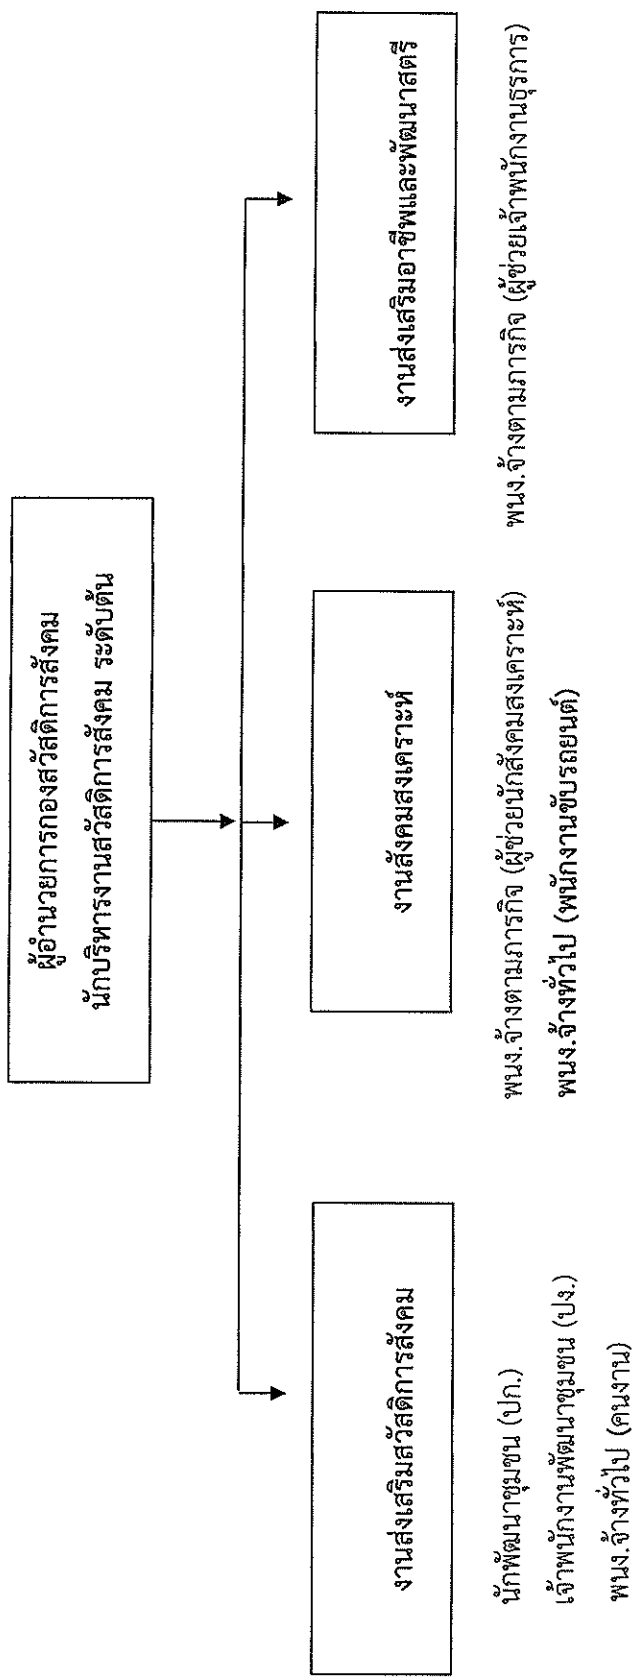 ผู้อำนวยการกองสวัสดิการสังคม
นักบริหารงานสวัสดิการสังคม ระดับต้น
งานส่งเสริมสวัสดิการสังคม
นักพัฒนาชุมชน (ปก.)
เจ้าพนักงานพัฒนาชุมชน (ปง.)
พนง.จ้างทั่วไป (คนงาน)
งานสังคมสงเคราะห์
พนง.จ้างตามภารกิจ (ผู้ช่วยนักสังคมสงเคราะห์)
พนง.จ้างทั่วไป (พนักงานขับรถยนต์)
งานส่งเสริมอาชีพและพัฒนาสตรี
พนง.จ้างตามภารกิจ (ผู้ช่วยเจ้าพนักงานธุรการ)